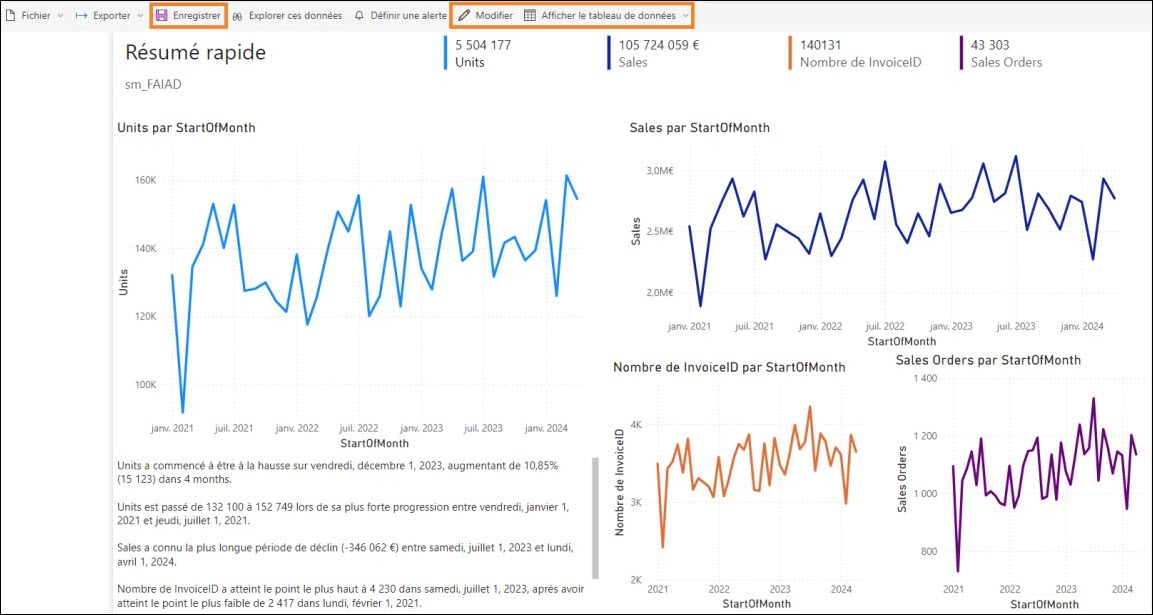 Fichier Exporter Enregistrer Explorer ces données Définir une alerte Modifier Afficher le tableau de données
Résumé rapide
sm_FAIAD
5 504 177
Units
105 724 059 €
Sales
140131
Nombre de InvoiceID
43 303
Sales Orders
Units par StartOfMonth
160K
140K
120K
100K
Units
janv. 2021 juil. 2021 janv. 2022 juil. 2022 janv. 2023 juil. 2023 janv. 2024
StartOfMonth
Sales par StartOfMonth
3.0M€
2.5M€
2.0M€
Sales
janv. 2021 juil. 2021 janv. 2022 juil. 2022 janv. 2023 juil. 2023 janv. 2024
StartOfMonth
Nombre de InvoiceID par StartOfMonth
4K
3K
2K
Nombre de InvoiceID
2021 2022 2023 2024
StartOfMonth
Sales Orders par StartOfMonth
1 400
1 200
1 000
800
Sales Orders
2021 2022 2023 2024
StartOfMonth
Units a commencé à être à la hausse sur vendredi, décembre 1, 2023, augmentant de 10,85%
(15 123) dans 4 months.
Units est passé de 132 100 à 152 749 lors de sa plus forte progression entre vendredi, janvier 1,
2021 et jeudi, juillet 1, 2021.
Sales a connu la plus longue période de déclin (-346 062 €) entre samedi, juillet 1, 2023 et lundi,
avril 1, 2024.
Nombre de InvoiceID a atteint le point le plus haut à 4 230 dans samedi, juillet 1, 2023, après avoir
atteint le point le plus faible de 2 417 dans lundi, février 1, 2021.